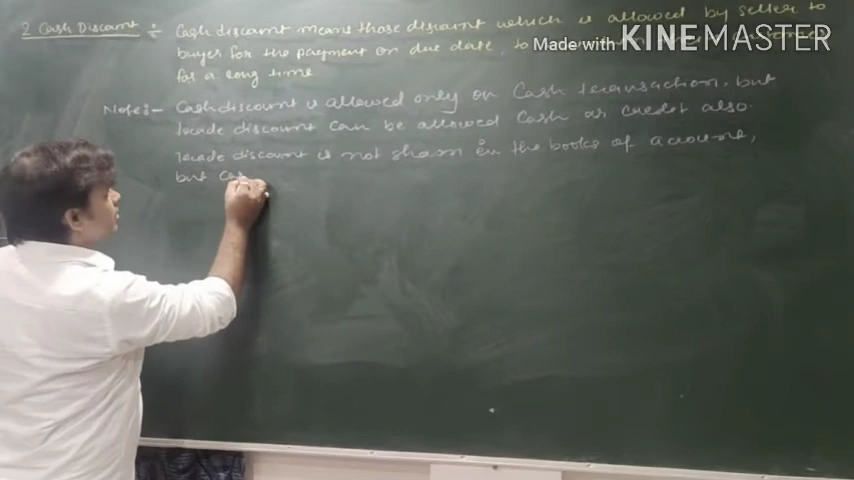 2 Cash Discount ÷ Cash discount means those discount which is allowed by seller to
buyer for the payment on due date, to
for a long time
Made with KINEMASTER
Note:- Cash discount is allowed only on Cash transaction, but
trade discount can be allowed Cash or credit also.
Trade discount is not shown in the books of account,
but cas